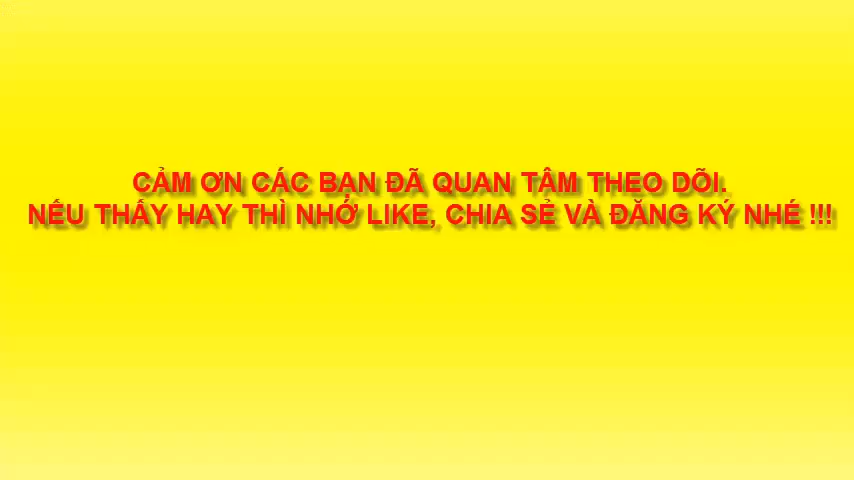 CẢM ƠN CÁC BẠN ĐÃ QUAN TÂM THEO DÕI.
NẾU THẤY HAY THÌ NHỚ LIKE, CHIA SẺ VÀ ĐĂNG KÝ NHÉ !!!